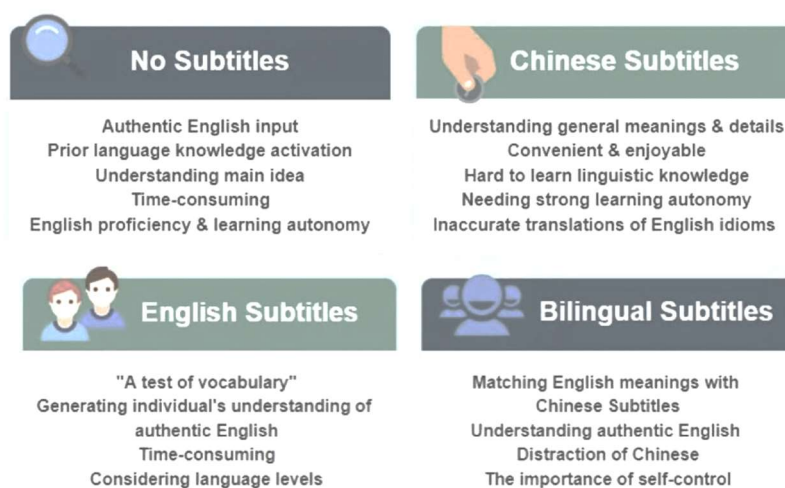 No Subtitles
Authentic English input
Prior language knowledge activation
Understanding main idea
Time-consuming
English proficiency & learning autonomy
Chinese Subtitles
Understanding general meanings & details
Convenient & enjoyable
Hard to learn linguistic knowledge
Needing strong learning autonomy
Inaccurate translations of English idioms
English Subtitles
"A test of vocabulary"
Generating individual's understanding of
authentic English
Time-consuming
Considering language levels
Bilingual Subtitles
Matching English meanings with
Chinese Subtitles
Understanding authentic English
Distraction of Chinese
The importance of self-control